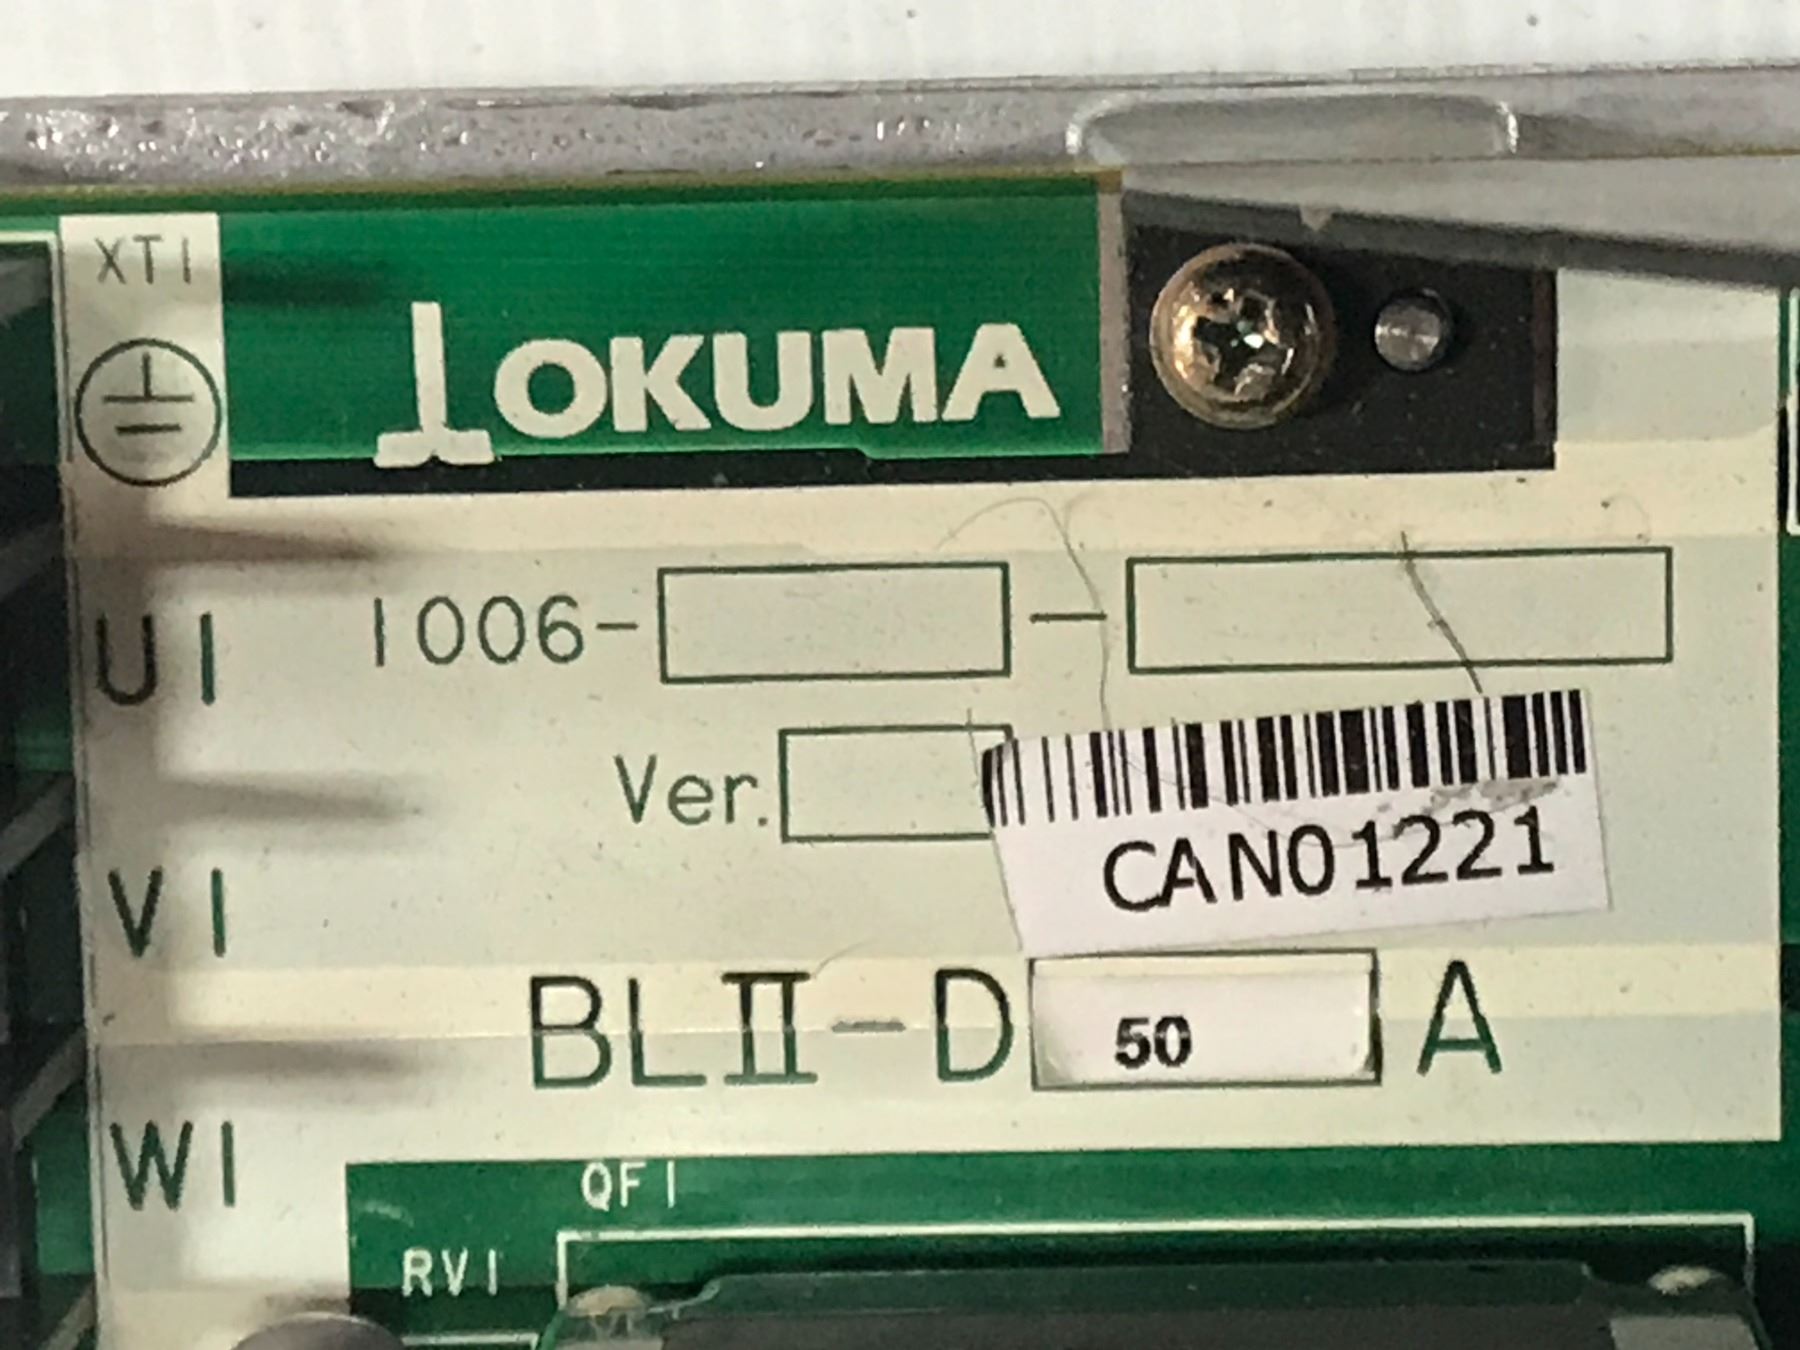 XT1
OKUMA
U1
1006- -
Ver.
CAN01221
V1
BLII-D 50 A
W1
QF1
RV1